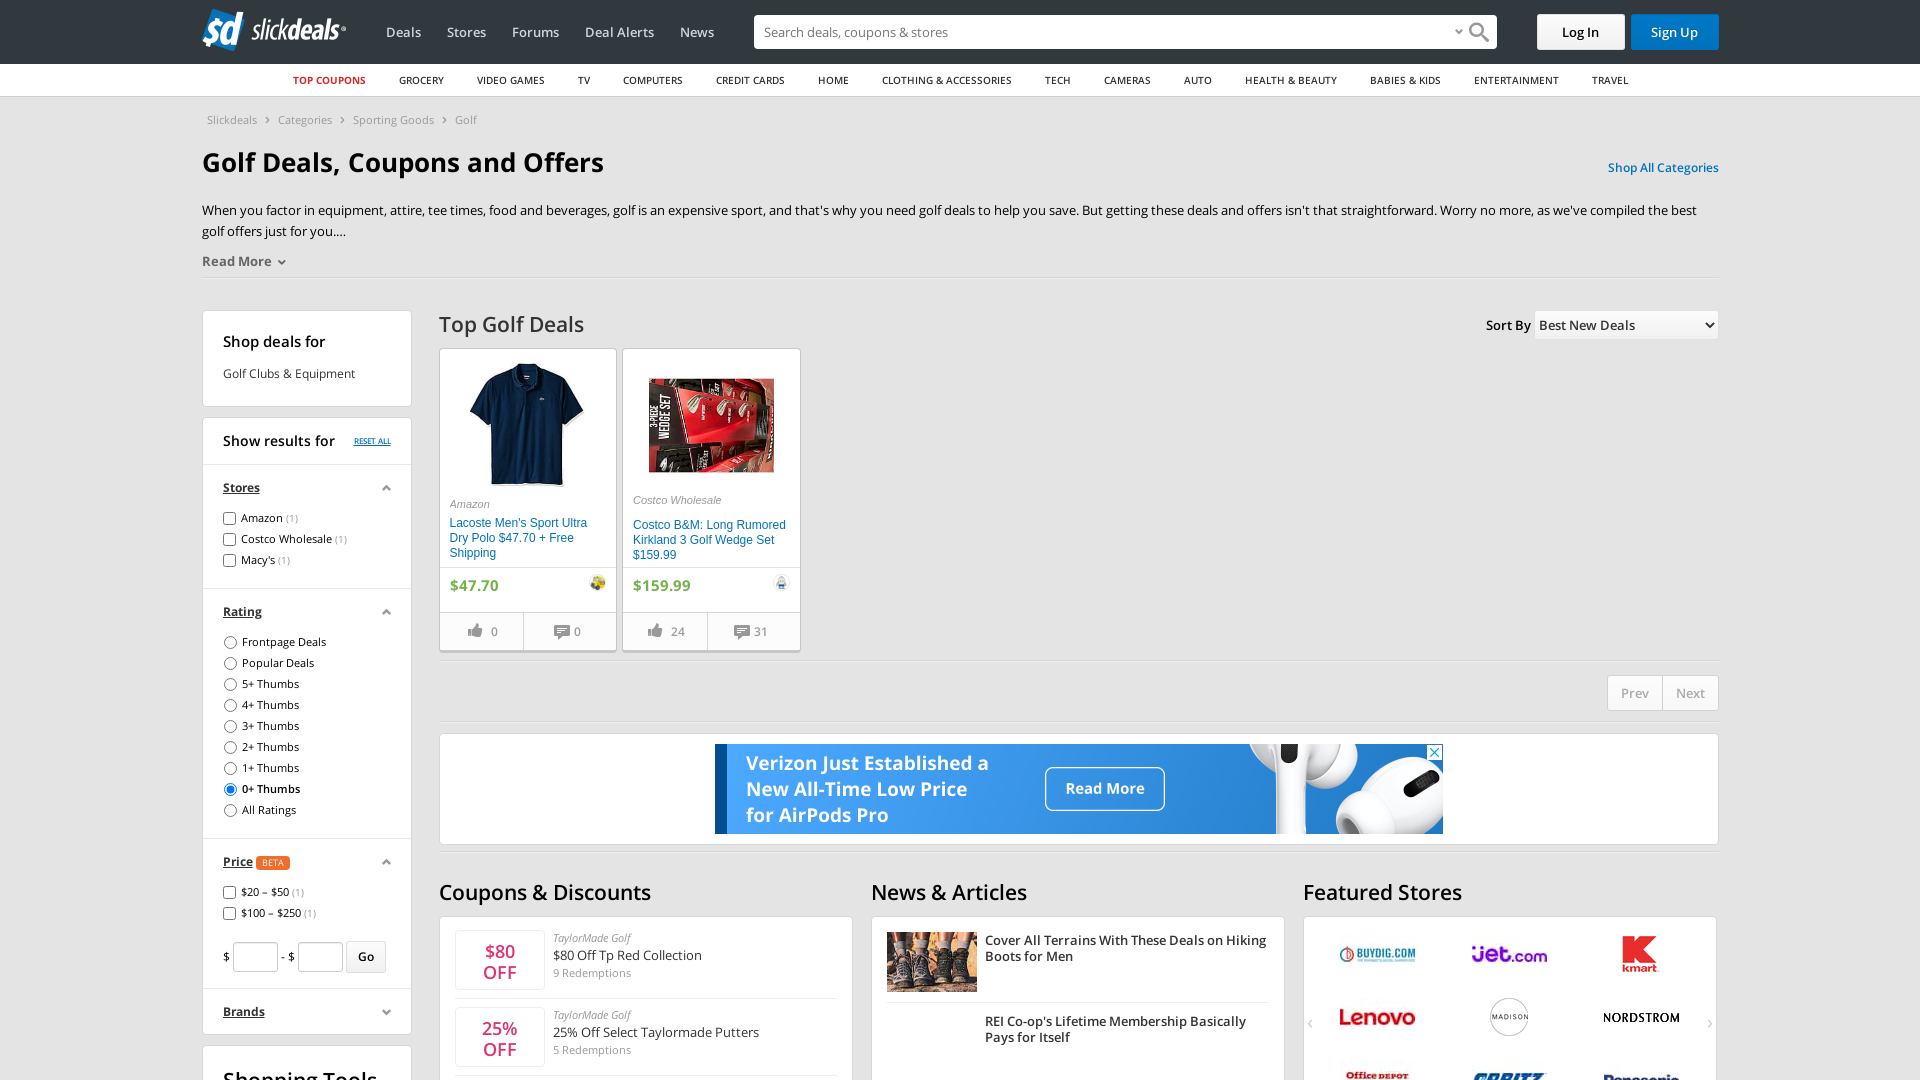 slickdeals
Deals
Stores
Forums
Deal Alerts
News
Search deals, coupons & stores
Log In
Sign Up
TOP COUPONS
GROCERY
VIDEO GAMES
TV
COMPUTERS
CREDIT CARDS
HOME
CLOTHING & ACCESSORIES
TECH
CAMERAS
AUTO
HEALTH & BEAUTY
BABIES & KIDS
ENTERTAINMENT
TRAVEL
Slickdeals > Categories > Sporting Goods > Golf
Golf Deals, Coupons and Offers
Shop All Categories
When you factor in equipment, attire, tee times, food and beverages, golf is an expensive sport, and that's why you need golf deals to help you save. But getting these deals and offers isn't that straightforward. Worry no more, as we've compiled the best
golf offers just for you....
Read More
Shop deals for
Golf Clubs & Equipment
Show results for
RESET ALL
Stores
Amazon (1)
Costco Wholesale (1)
Macy's (1)
Rating
Frontpage Deals
Popular Deals
5+ Thumbs
4+ Thumbs
3+ Thumbs
2+ Thumbs
1+ Thumbs
0+ Thumbs
All Ratings
Price BETA
$20 – $50 (1)
$100 – $250 (1)
$ - $ Go
Brands
Shopping Tools
Top Golf Deals
Sort By Best New Deals
Amazon
Lacoste Men's Sport Ultra
Dry Polo $47.70 + Free
Shipping
$47.70
0
0
3-PIECE
WEDGE SET
Costco Wholesale
Costco B&M: Long Rumored
Kirkland 3 Golf Wedge Set
$159.99
$159.99
24
31
Prev
Next
Verizon Just Established a
New All-Time Low Price
for AirPods Pro
Read More
Coupons & Discounts
$80
OFF
TaylorMade Golf
$80 Off Tp Red Collection
9 Redemptions
25%
OFF
TaylorMade Golf
25% Off Select Taylormade Putters
5 Redemptions
News & Articles
Cover All Terrains With These Deals on Hiking
Boots for Men
REI Co-op's Lifetime Membership Basically
Pays for Itself
Featured Stores
BUYDIG.COM
Jet.com
kmart
Lenovo
MADISON
NORDSTROM
Office DEPOT
ORBITZ
Panasonic